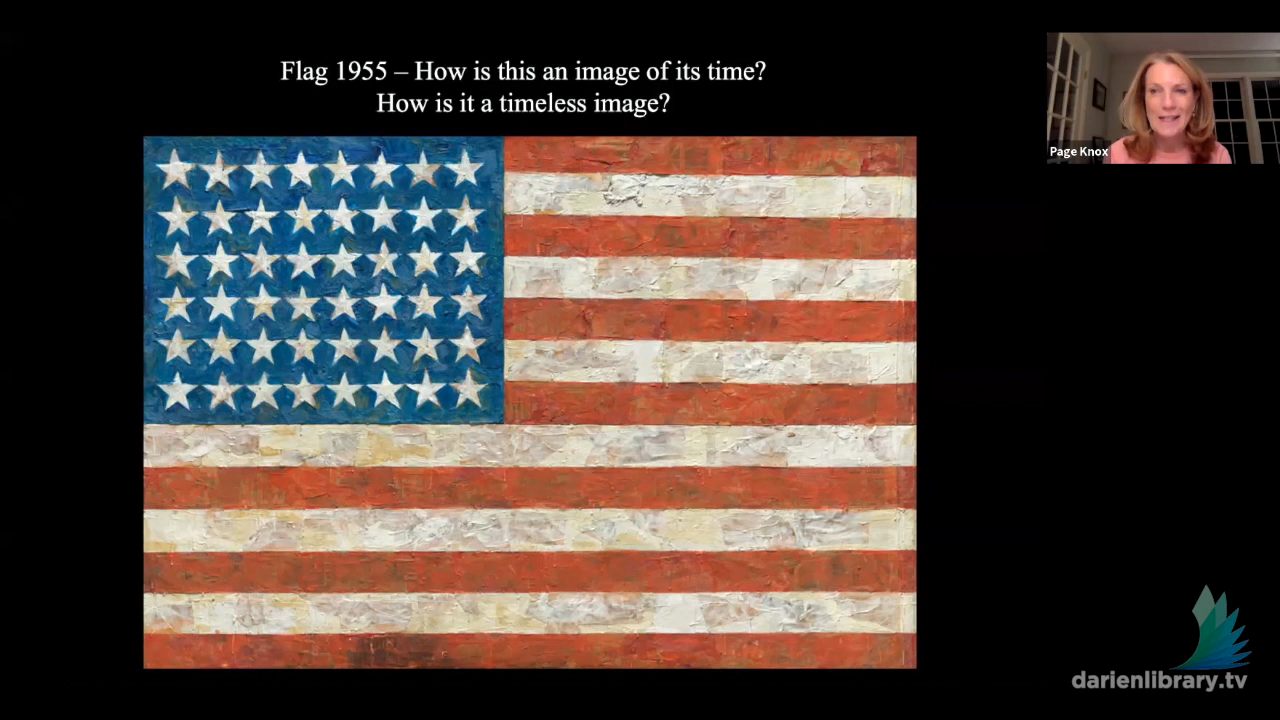 Flag 1955 – How is this an image of its time?
How is it a timeless image?
Page Knox
darienlibrary.tv